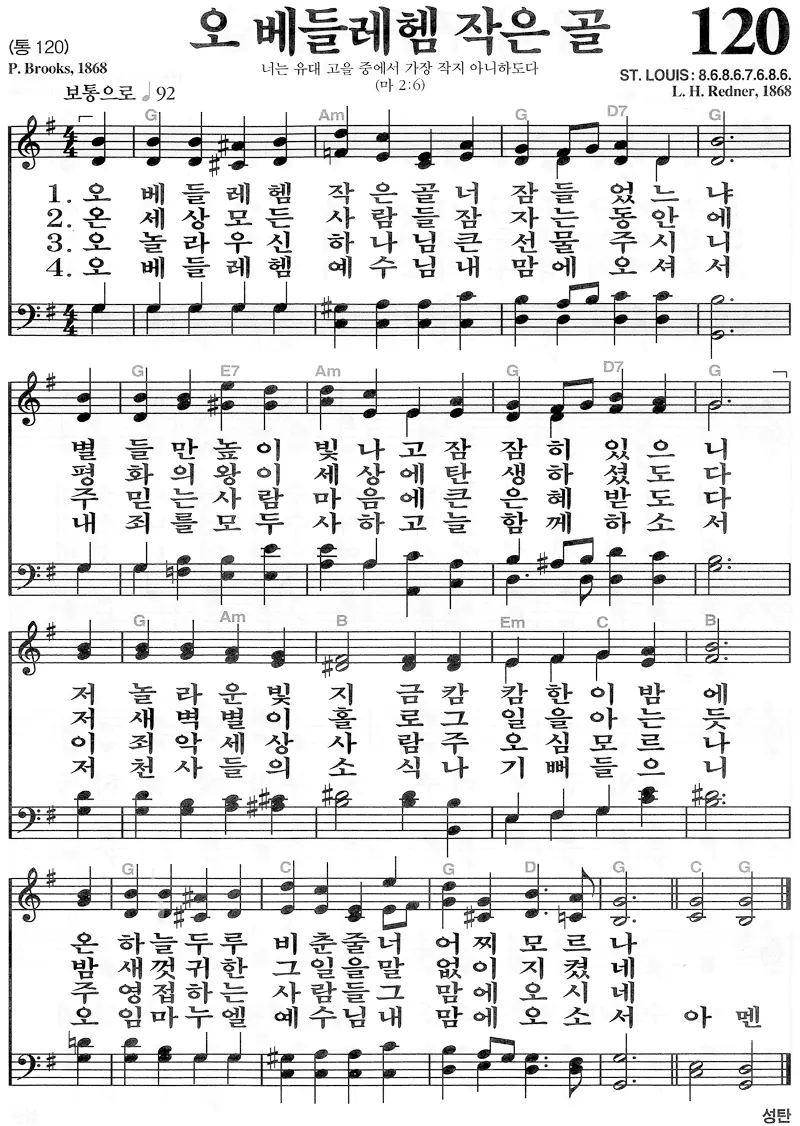 오 베들레헴 작은 골
120
(통 120)
P. Brooks, 1868
너는 유대 고을 중에서 가장 작지 아니하도다
(마 2:6)
ST. LOUIS : 8.6.8.6.7.6.8.6.
L. H. Redner, 1868
보통으로 ♩ 92
G Am G D7 G
1. 오 베 들 레 헴 작 은 골 너 잠 들 었 느 냐
2. 온 세 상 모 든 사 람 들 잠 자 는 동 안 에
3. 오 놀 라 우 신 하 나 님 큰 선 물 주 시 니
4. 오 베 들 레 헴 예 수 님 내 맘 에 오 셔 서
G E7 Am G D7 G
별 들 만 높 이 빛 나 고 잠 잠 히 있 으 니
평 화 의 왕 이 세 상 에 탄 생 하 셨 도 다
주 믿 는 사 람 마 음 에 큰 은 혜 받 도 다
내 죄 를 모 두 사 하 고 늘 함 께 하 소 서
G Am B Em C B
저 놀 라 운 빛 지 금 캄 캄 한 이 밤 에
저 새 벽 별 이 홀 로 그 일 을 아 는 듯
이 죄 악 세 상 사 람 주 오 심 모 르 나
저 천 사 들 의 소 식 나 기 뻐 들 으 니
G C G D G C G
온 하 늘 두 루 비 춘 줄 너 어 찌 모 르 나
밤 새 껏 귀 한 그 일 을 말 없 이 지 켰 네
주 영 접 하 는 사 람 들 그 맘 에 오 시 네
오 임 마 누 엘 예 수 님 내 맘 에 오 소 서 아 멘
성탄